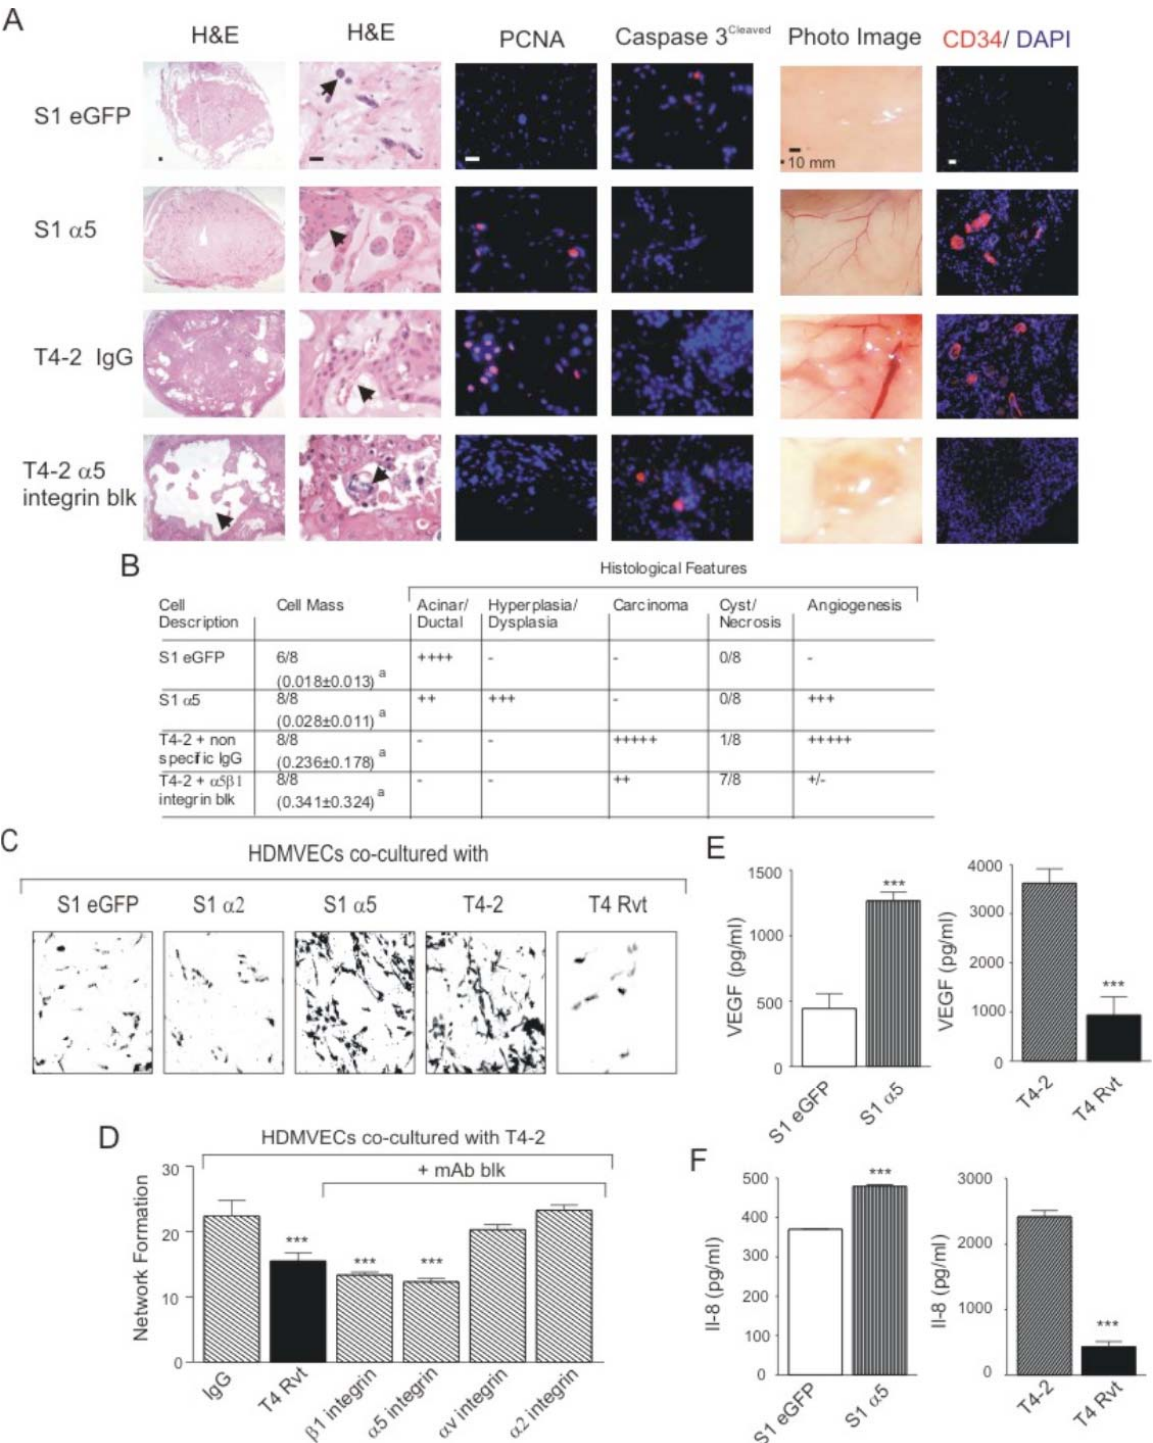 A
H&E
H&E
PCNA
Caspase 3 Cleaved
Photo Image
CD34/ DAPI
S1 eGFP
10 mm
S1 α5
T4-2 IgG
T4-2 α5
integrin blk
B
Histological Features
Cell
Description
Cell Mass
Acinar/
Ductal
Hyperplasia/
Dysplasia
Carcinoma
Cyst/
Necrosis
Angiogenesis
S1 eGFP
6/8
(0.018±0.013) a
++++
-
-
0/8
-
S1 α5
8/8
(0.028±0.011) a
++
+++
-
0/8
+++
T4-2 + non
specific IgG
8/8
(0.236±0.178) a
-
-
+++++
1/8
+++++
T4-2 + α5β1
integrin blk
8/8
(0.341±0.324) a
-
-
++
7/8
+/-
C
HDMVECs co-cultured with
S1 eGFP
S1 α2
S1 α5
T4-2
T4 Rvt
D
HDMVECs co-cultured with T4-2
+ mAb blk
Network Formation
30
20
10
0
***
***
***
IgG
T4 Rvt
β1 integrin
α5 integrin
αv integrin
α2 integrin
E
VEGF (pg/ml)
1500
1000
500
0
***
S1 eGFP
S1 α5
VEGF (pg/ml)
4000
3000
2000
1000
0
***
T4-2
T4 Rvt
F
Il-8 (pg/ml)
500
400
300
200
100
0
***
S1 eGFP
S1 α5
Il-8 (pg/ml)
3000
2000
1000
0
***
T4-2
T4 Rvt